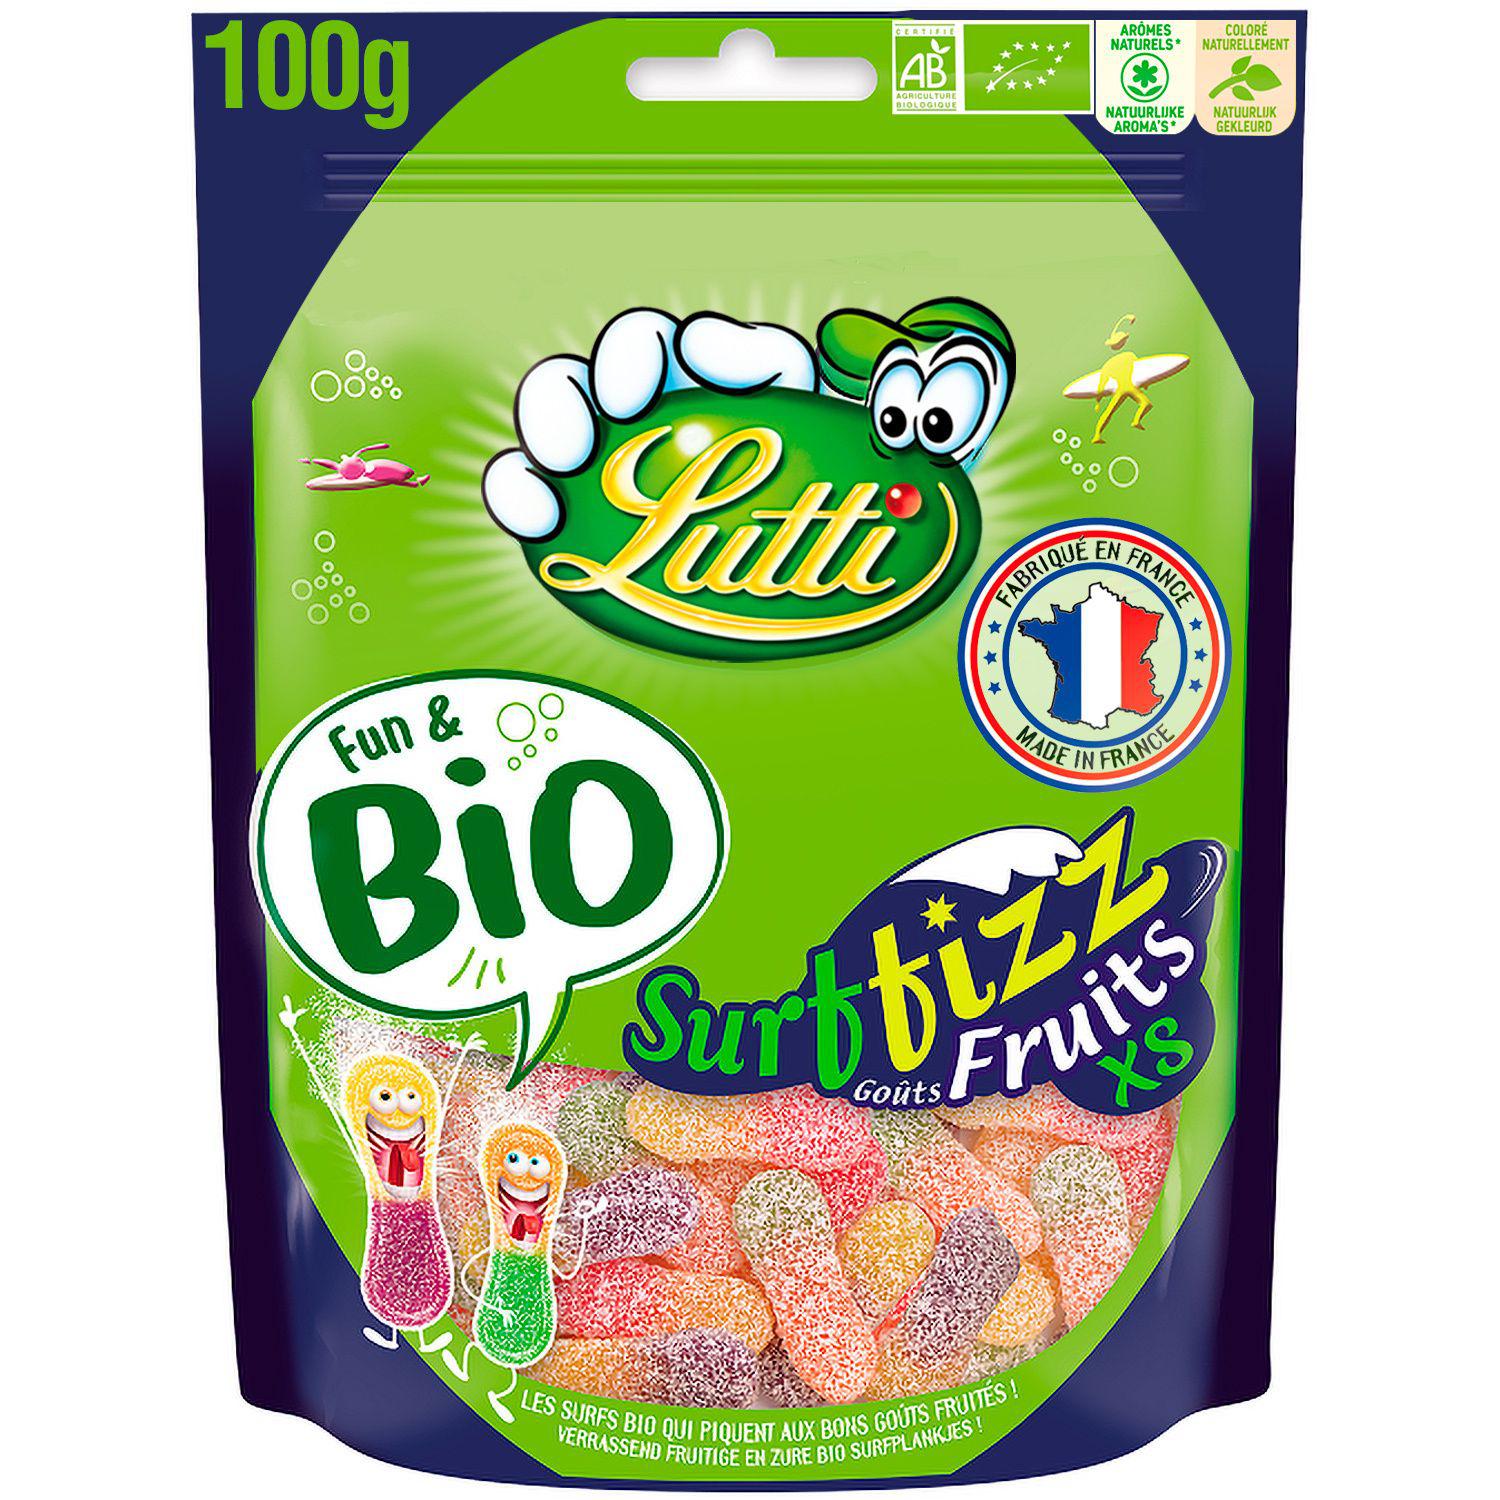 100g
CERTIFIÉ
AB
AGRICULTURE
BIOLOGIQUE
ARÔMES
NATURELS*
NATUURLIJKE
AROMA'S*
COLORÉ
NATURELLEMENT
NATUURLIJK
GEKLEURD
Lutti
FABRIQUÉ EN FRANCE
MADE IN FRANCE
Fun &
BiO
Surffizz
Goûts Fruits
XS
LES SURFS BIO QUI PIQUENT AUX BONS GOÛTS FRUITÉS !
VERRASSEND FRUITIGE EN ZURE BIO SURFPLANKJES !